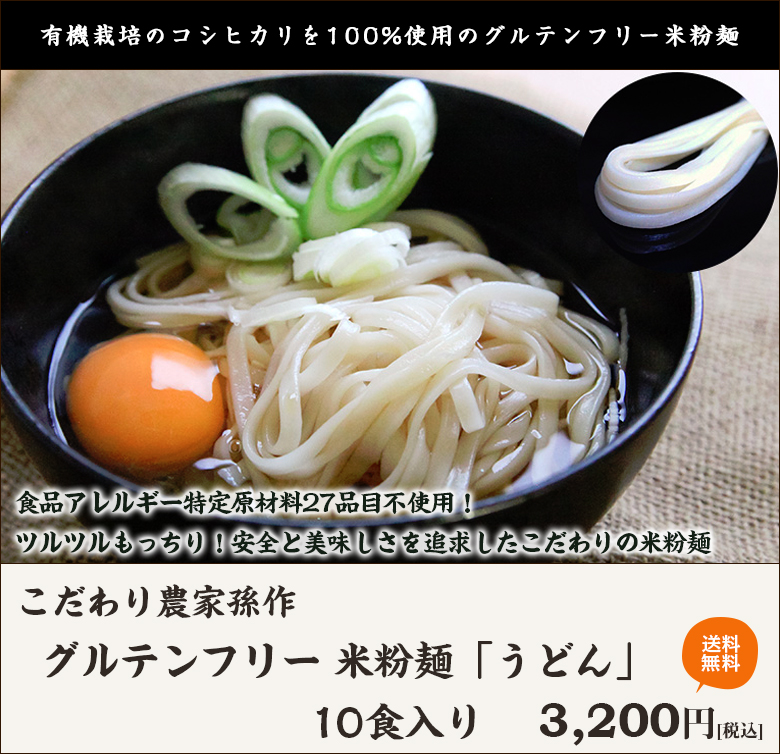 有機栽培のコシヒカリを100%使用のグルテンフリー米粉麺
食品アレルギー特定原材料27品目不使用！
ツルツルもっちり！安全と美味しさを追求したこだわりの米粉麺
こだわり農家孫作
グルテンフリー 米粉麺「うどん」
送料
無料
10食入り 3,200円[税込]